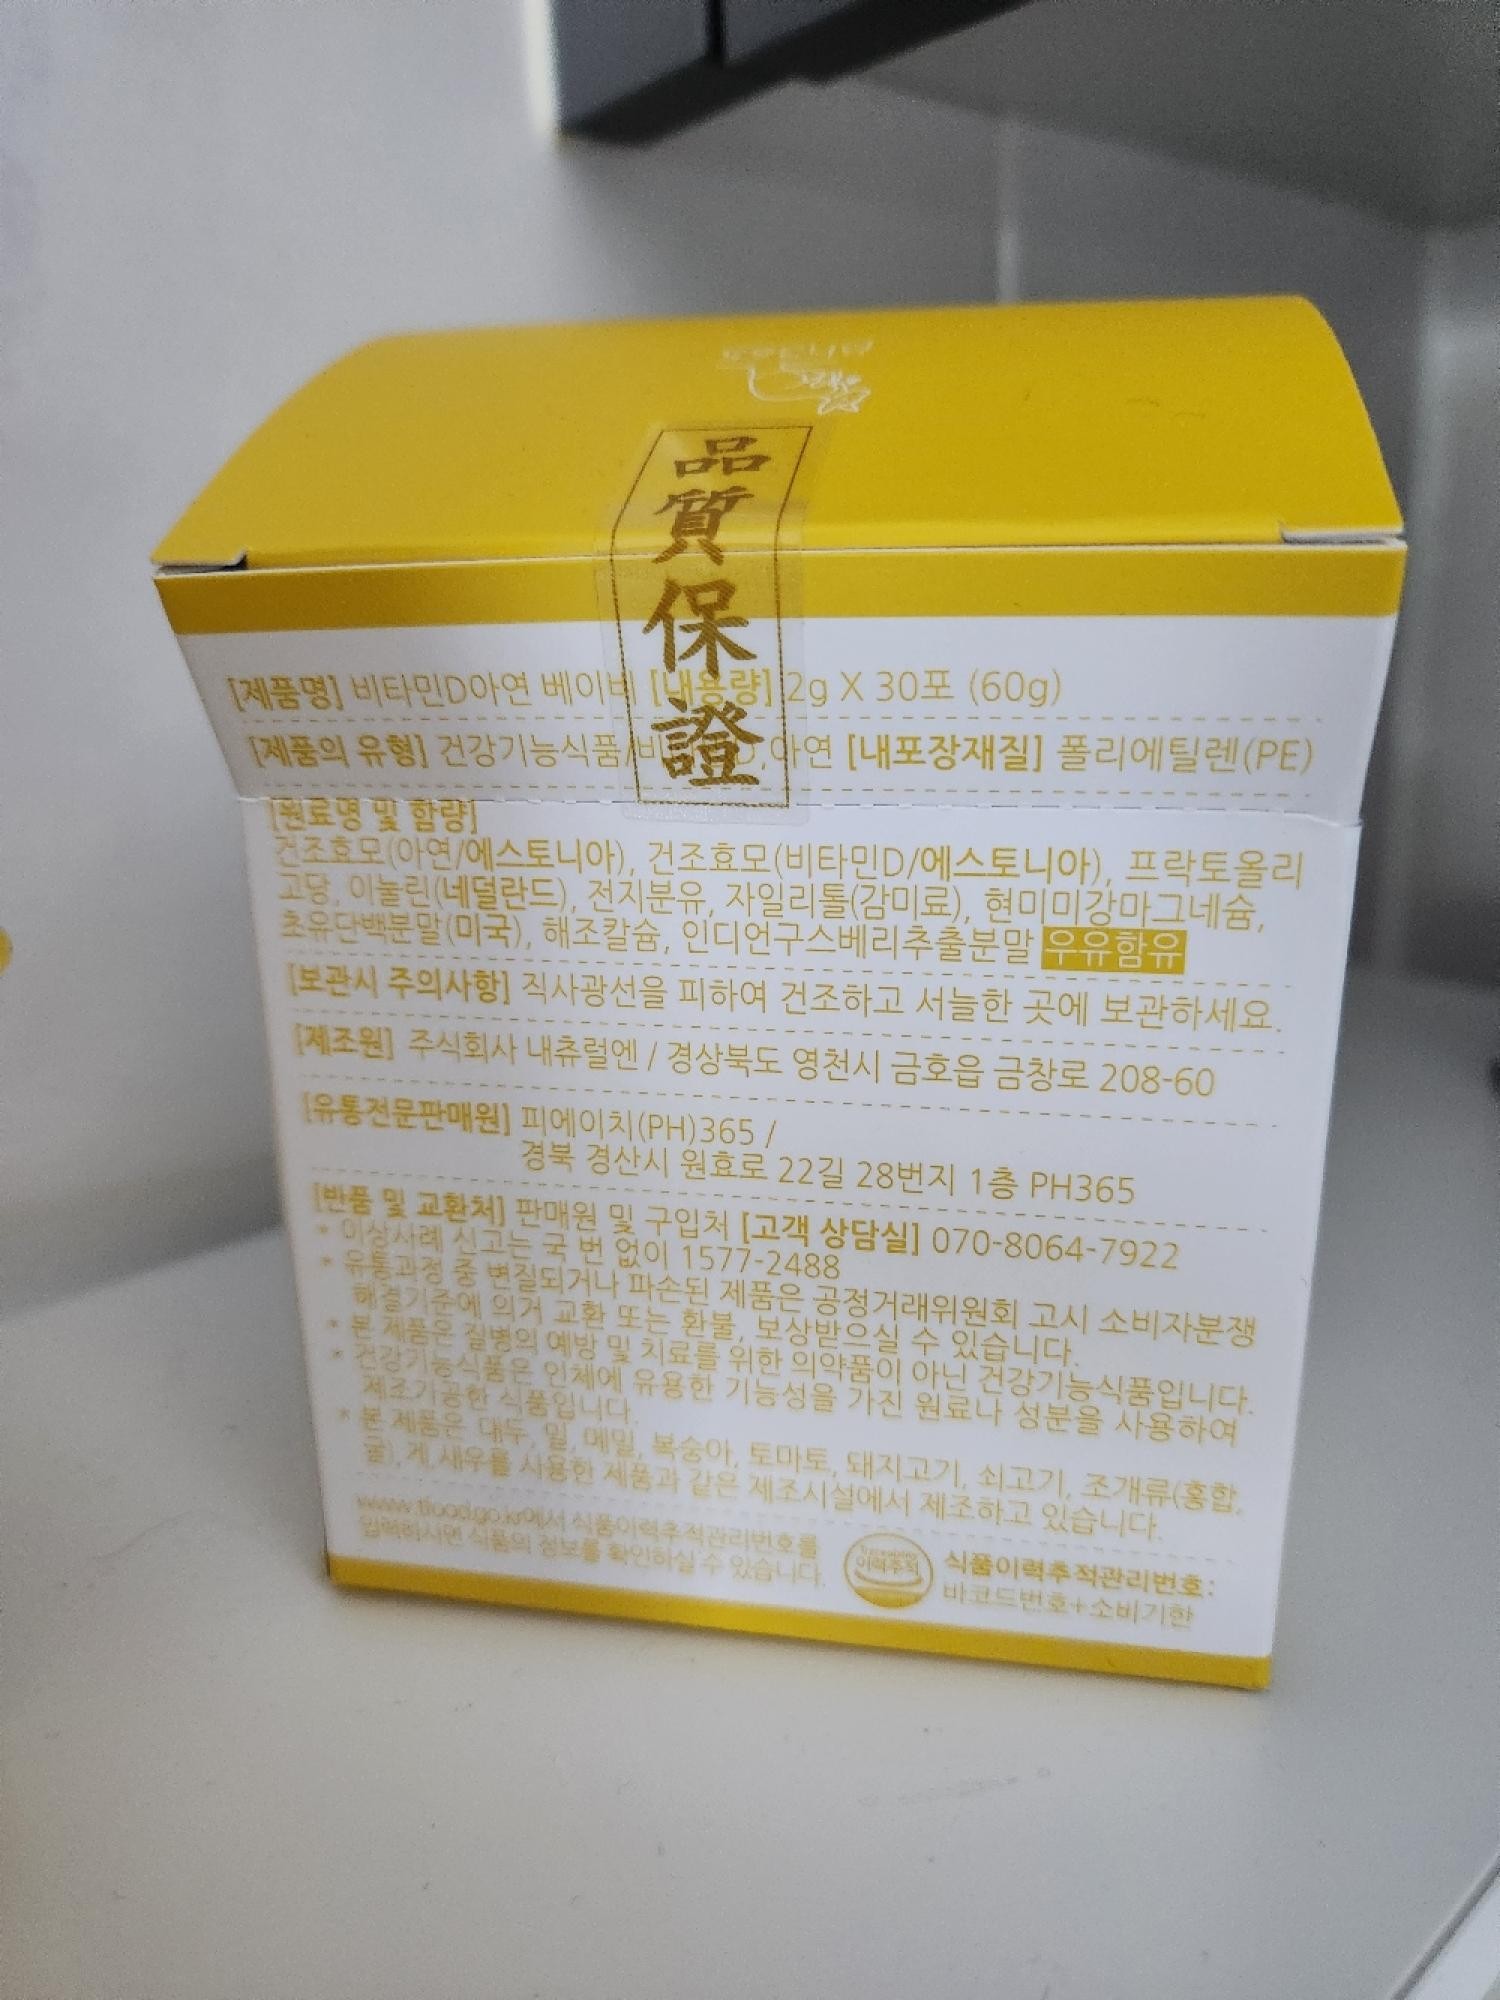 品
質
保
證
[제품명] 비타민D아연 베이비 [내용량] 2g X 30포 (60g)
[제품의 유형] 건강기능식품/비 D,아연 [내포장재질] 폴리에틸렌(PE)
[원료명 및 함량]
건조효모(아연/에스토니아), 건조효모(비타민D/에스토니아), 프락토올리
고당, 이눌린(네덜란드), 전지분유, 자일리톨(감미료), 현미미강마그네슘,
초유단백분말(미국), 해조칼슘, 인디언구스베리추출분말 우유함유
[보관시 주의사항] 직사광선을 피하여 건조하고 서늘한 곳에 보관하세요.
[제조원] 주식회사 내츄럴엔 / 경상북도 영천시 금호읍 금창로 208-60
[유통전문판매원] 피에이치(PH)365 /
경북 경산시 원효로 22길 28번지 1층 PH365
[반품 및 교환처] 판매원 및 구입처 [고객 상담실] 070-8064-7922
* 이상사례 신고는 국 번 없이 1577-2488
* 유통과정 중 변질되거나 파손된 제품은 공정거래위원회 고시 소비자분쟁
해결기준에 의거 교환 또는 환불, 보상받으실 수 있습니다.
* 본 제품은 질병의 예방 및 치료를 위한 의약품이 아닌 건강기능식품입니다.
* 건강기능식품은 인체에 유용한 기능성을 가진 원료나 성분을 사용하여
제조가공한 식품입니다.
* 본 제품은 대두, 밀, 메밀, 복숭아, 토마토, 돼지고기, 쇠고기, 조개류(홍합,
굴), 게, 새우를 사용한 제품과 같은 제조시설에서 제조하고 있습니다.
www.tfood.go.kr에서 식품이력추적관리번호를
입력하시면 식품의 정보를 확인하실 수 있습니다.
이력추적
식품이력추적관리번호:
바코드번호+소비기한